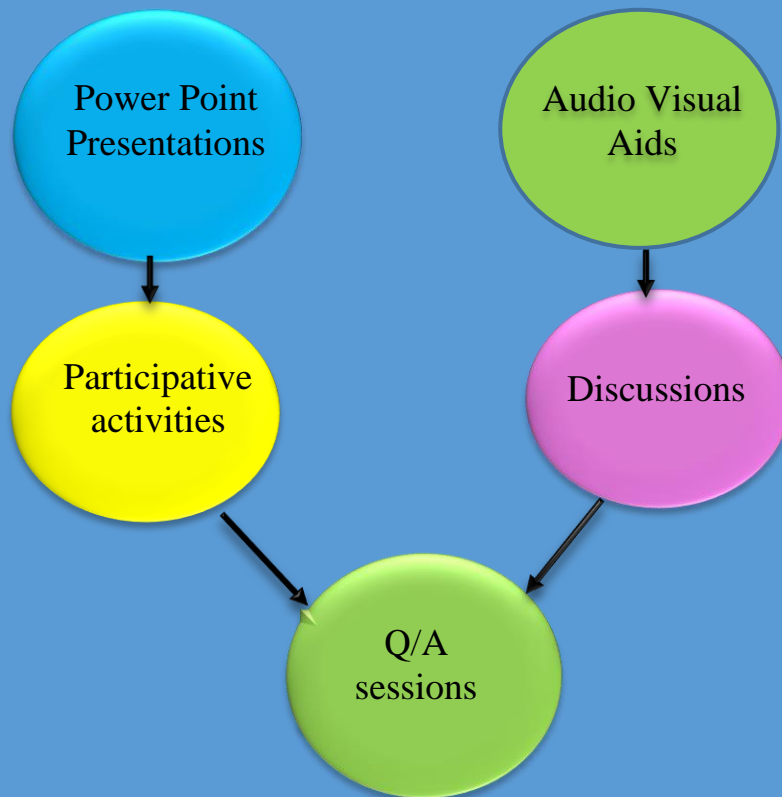 Power Point
Presentations
Audio Visual
Aids
Participative
activities
Discussions
Q/A
sessions